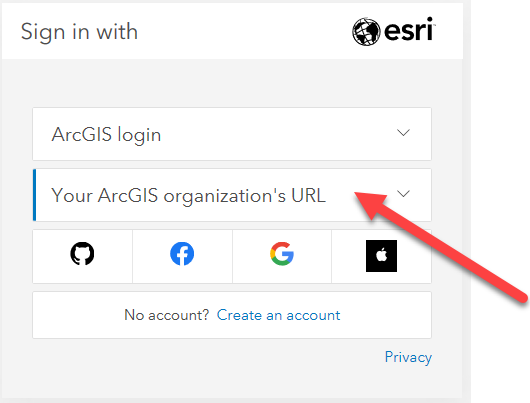 Sign in with
esri
ArcGIS login
Your ArcGIS organization's URL
No account? Create an account
Privacy